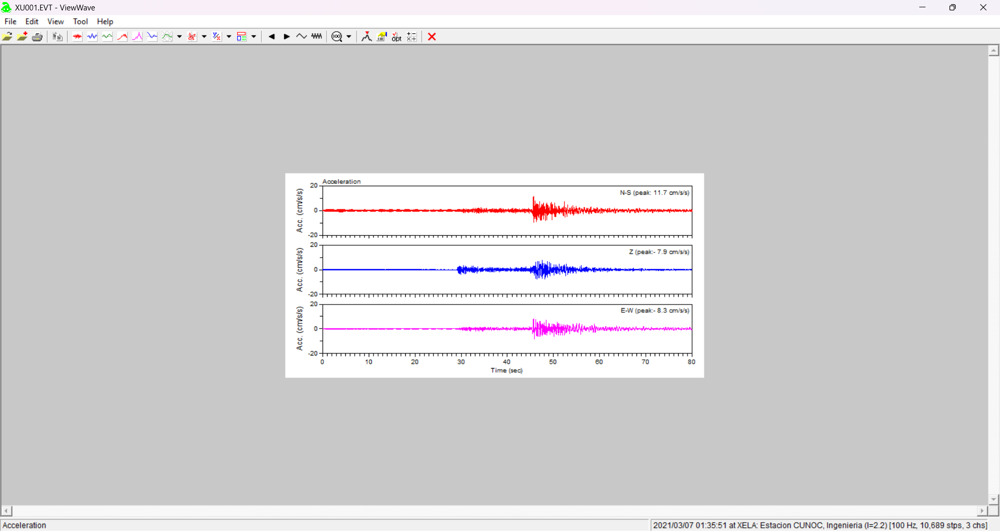 XU001.EVT - ViewWave
File Edit View Tool Help
100 opt
Acceleration
20
N-S (peak: 11.7 cm/s/s)
Acc. (cm/s/s)
0
-20
20
Z (peak:- 7.9 cm/s/s)
Acc. (cm/s/s)
0
-20
20
E-W (peak:- 8.3 cm/s/s)
Acc. (cm/s/s)
0
-20
0 10 20 30 40 50 60 70 80
Time (sec)
Acceleration
2021/03/07 01:35:51 at XELA: Estacion CUNOC, Ingenieria (I=2.2) [100 Hz, 10,689 stps, 3 chs]